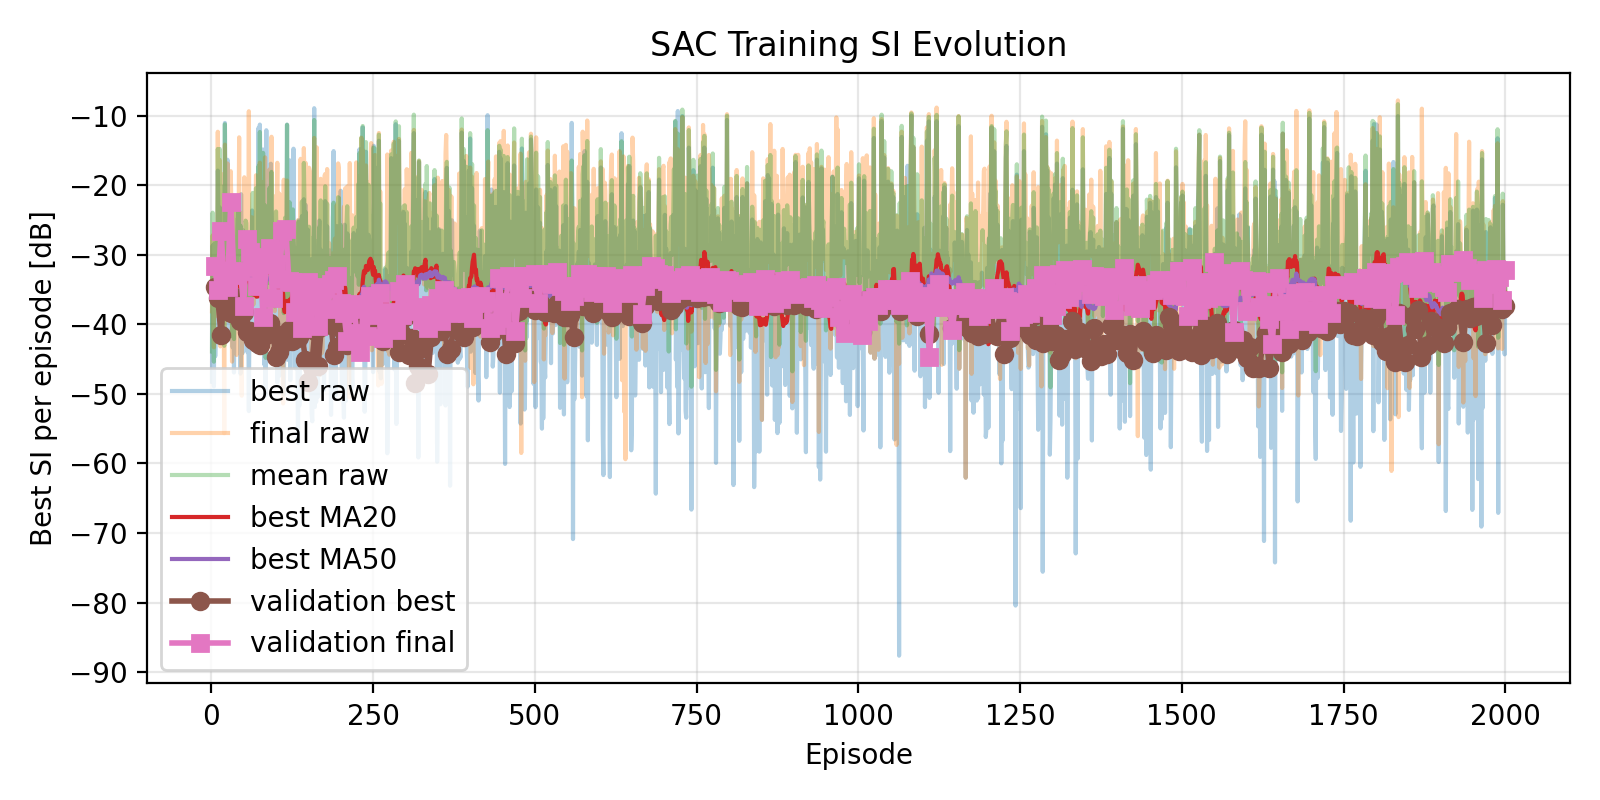 SAC Training SI Evolution
Best SI per episode [dB]
−10
−20
−30
−40
−50
−60
−70
−80
−90
best raw
final raw
mean raw
best MA20
best MA50
validation best
validation final
0 250 500 750 1000 1250 1500 1750 2000
Episode